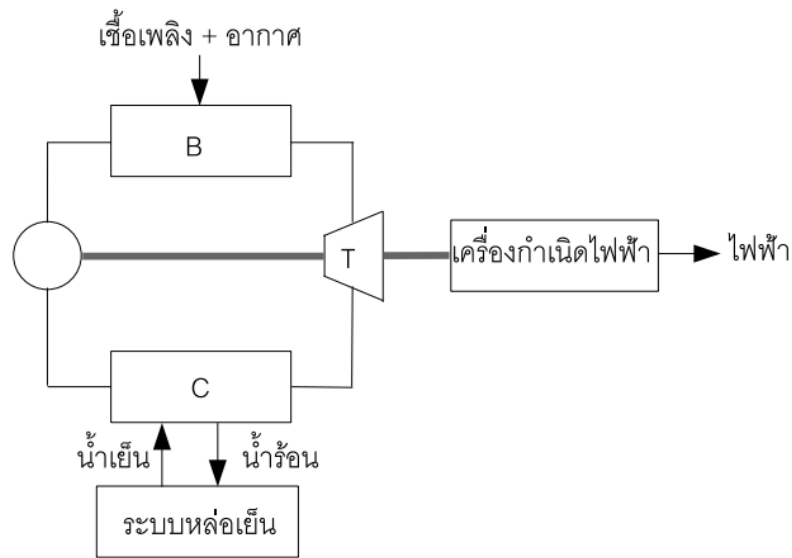 เชื้อเพลิง + อากาศ
B
T
เครื่องกำเนิดไฟฟ้า
ไฟฟ้า
C
น้ำเย็น
น้ำร้อน
ระบบหล่อเย็น